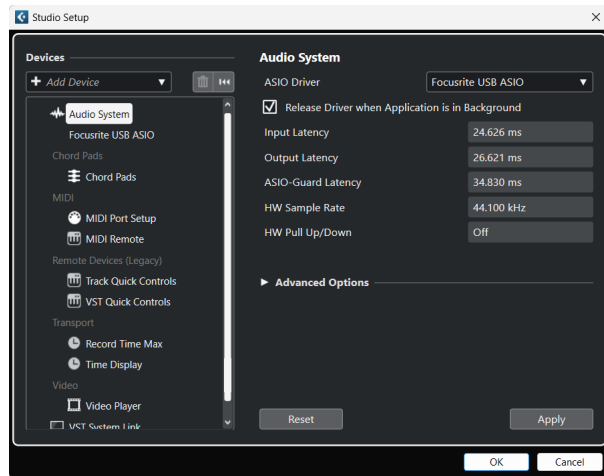 Studio Setup
Devices
Add Device
Audio System
Focusrite USB ASIO
Chord Pads
Chord Pads
MIDI
MIDI Port Setup
MIDI Remote
Remote Devices (Legacy)
Track Quick Controls
VST Quick Controls
Transport
Record Time Max
Time Display
Video
Video Player
VST System Link
Audio System
ASIO Driver Focusrite USB ASIO
Release Driver when Application is in Background
Input Latency 24.626 ms
Output Latency 26.621 ms
ASIO-Guard Latency 34.830 ms
HW Sample Rate 44.100 kHz
HW Pull Up/Down Off
Advanced Options
Reset Apply
OK Cancel